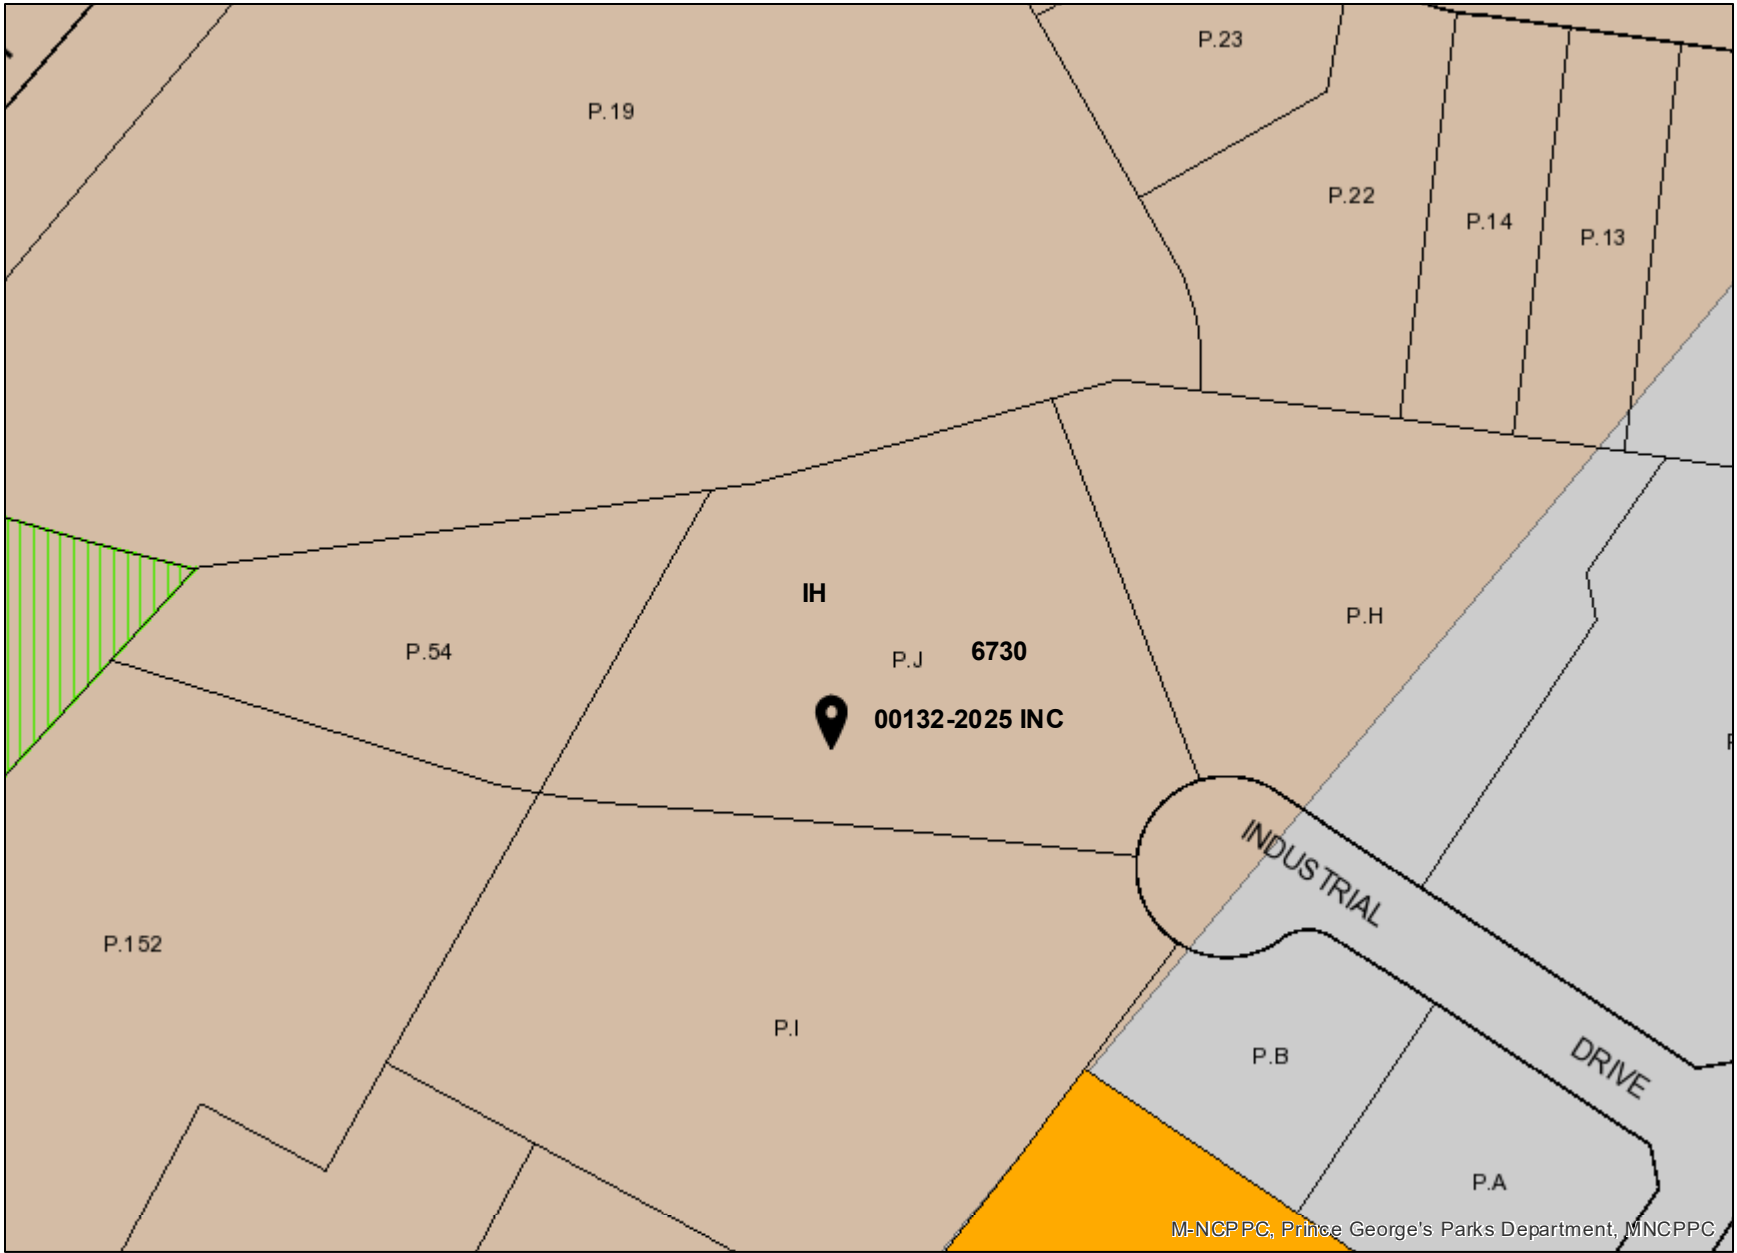 P.23
P.19
P.22
P.14
P.13
IH
P.H
P.54
P.J
6730
00132-2025 INC
INDUSTRIAL
P.152
P.I
P.B
DRIVE
P.A
M-NCPPC, Prince George's Parks Department, MNCPPC